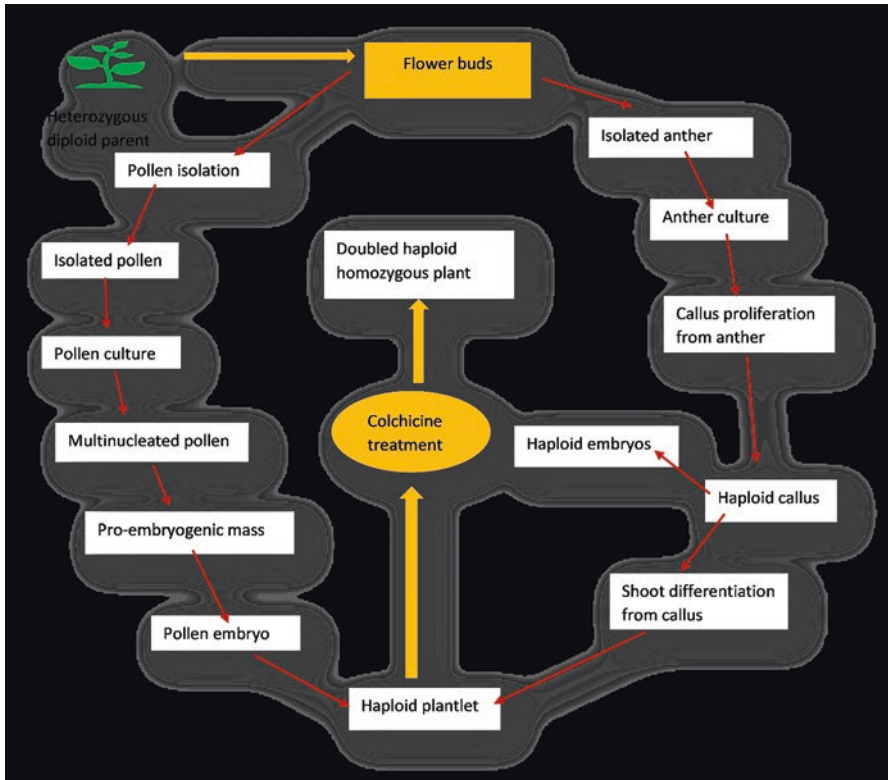 Heterozygous
diploid parent
Flower buds
Pollen isolation
Isolated pollen
Pollen culture
Multinucleated pollen
Pro-embryogenic mass
Pollen embryo
Isolated anther
Anther culture
Callus proliferation
from anther
Haploid callus
Haploid embryos
Shoot differentiation
from callus
Haploid plantlet
Colchicine
treatment
Doubled haploid
homozygous plant